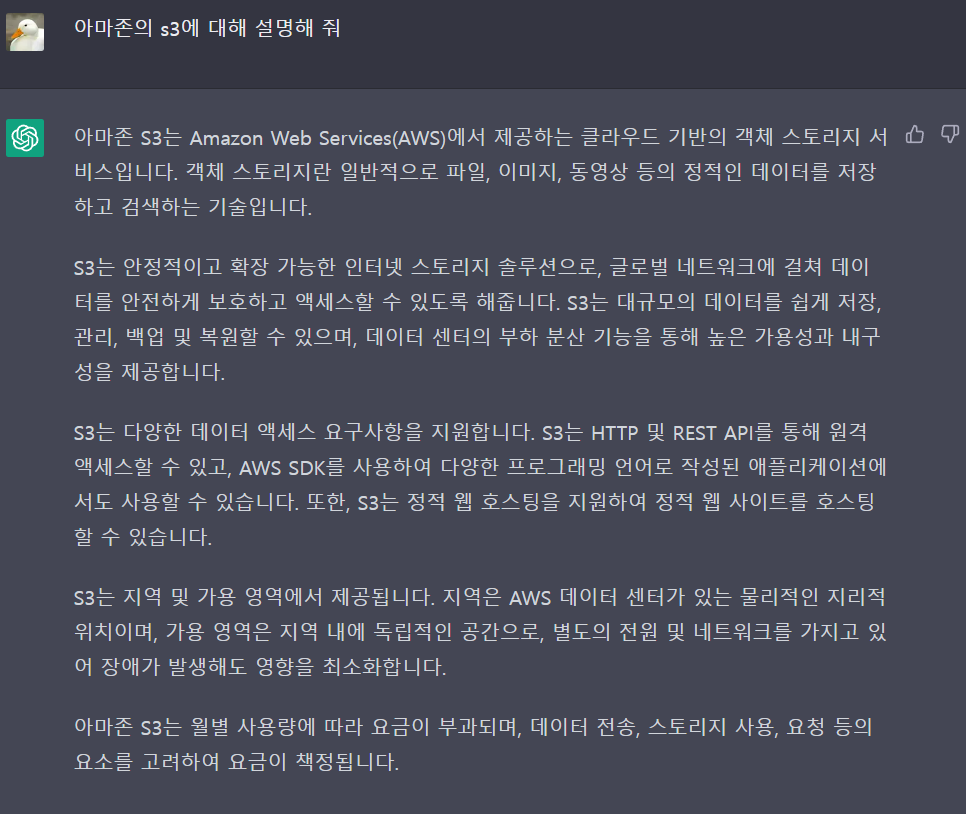 아마존의 s3에 대해 설명해 줘
아마존 S3는 Amazon Web Services(AWS)에서 제공하는 클라우드 기반의 객체 스토리지 서
비스입니다. 객체 스토리지란 일반적으로 파일, 이미지, 동영상 등의 정적인 데이터를 저장
하고 검색하는 기술입니다.
S3는 안정적이고 확장 가능한 인터넷 스토리지 솔루션으로, 글로벌 네트워크에 걸쳐 데이
터를 안전하게 보호하고 액세스할 수 있도록 해줍니다. S3는 대규모의 데이터를 쉽게 저장,
관리, 백업 및 복원할 수 있으며, 데이터 센터의 부하 분산 기능을 통해 높은 가용성과 내구
성을 제공합니다.
S3는 다양한 데이터 액세스 요구사항을 지원합니다. S3는 HTTP 및 REST API를 통해 원격
액세스할 수 있고, AWS SDK를 사용하여 다양한 프로그래밍 언어로 작성된 애플리케이션에
서도 사용할 수 있습니다. 또한, S3는 정적 웹 호스팅을 지원하여 정적 웹 사이트를 호스팅
할 수 있습니다.
S3는 지역 및 가용 영역에서 제공됩니다. 지역은 AWS 데이터 센터가 있는 물리적인 지리적
위치이며, 가용 영역은 지역 내에 독립적인 공간으로, 별도의 전원 및 네트워크를 가지고 있
어 장애가 발생해도 영향을 최소화합니다.
아마존 S3는 월별 사용량에 따라 요금이 부과되며, 데이터 전송, 스토리지 사용, 요청 등의
요소를 고려하여 요금이 책정됩니다.